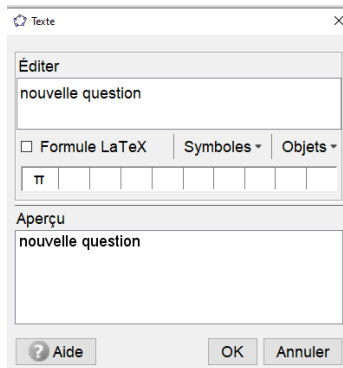 Texte
Éditer
nouvelle question
Formule LaTeX Symboles Objets
π
Aperçu
nouvelle question
? Aide OK Annuler